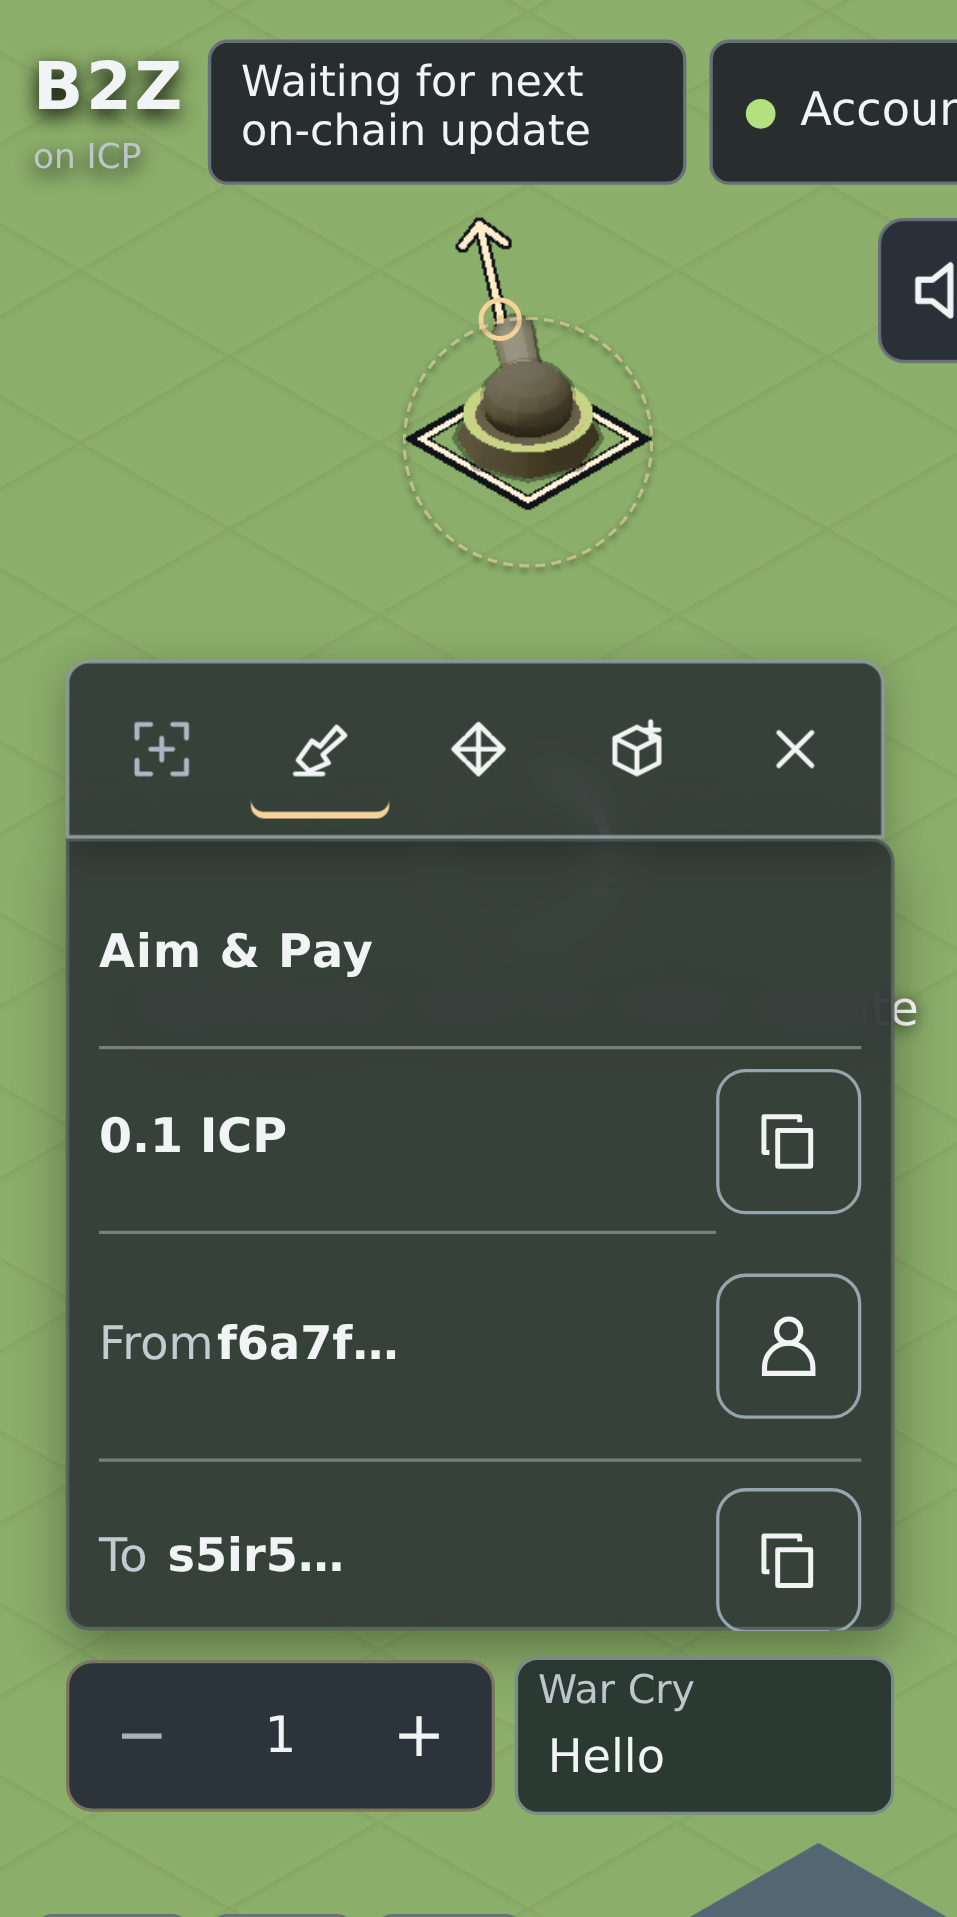 B2Z
on ICP
Waiting for next
on-chain update
Aim & Pay
0.1 ICP
From f6a7f...
To s5ir5...
1
War Cry
Hello